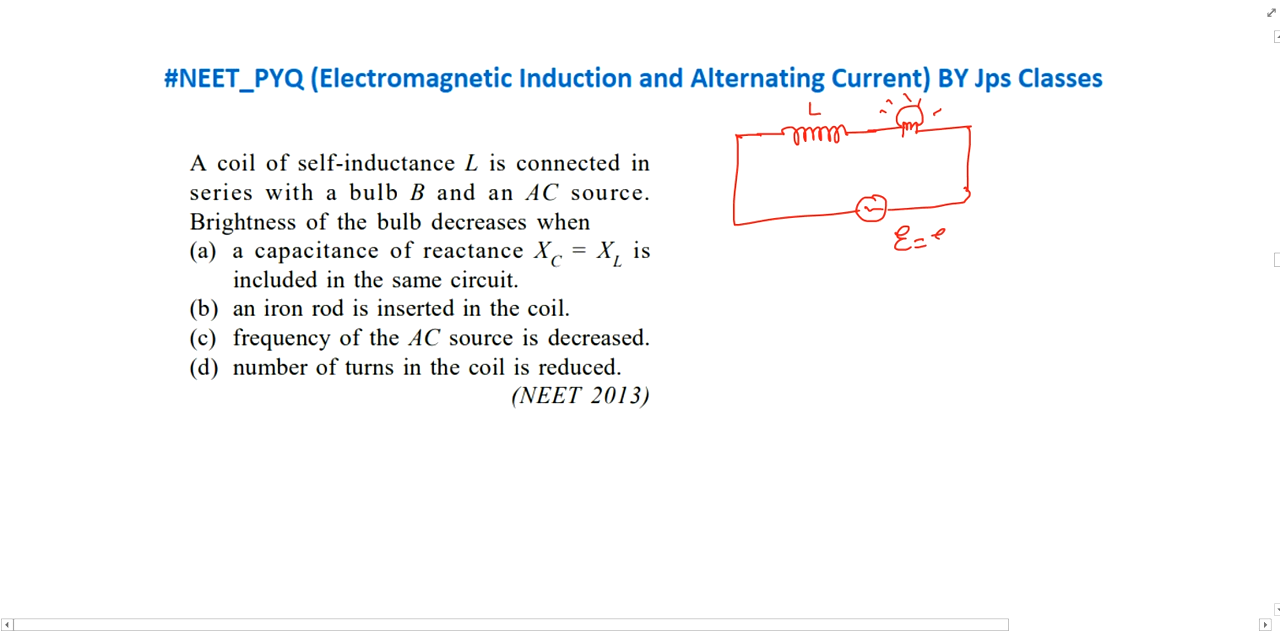 #NEET_PYQ (Electromagnetic Induction and Alternating Current) BY Jps Classes
L
A coil of self-inductance L is connected in
series with a bulb B and an AC source.
Brightness of the bulb decreases when
(a) a capacitance of reactance X_C = X_L is
included in the same circuit.
(b) an iron rod is inserted in the coil.
(c) frequency of the AC source is decreased.
(d) number of turns in the coil is reduced.
(NEET 2013)
ε = e